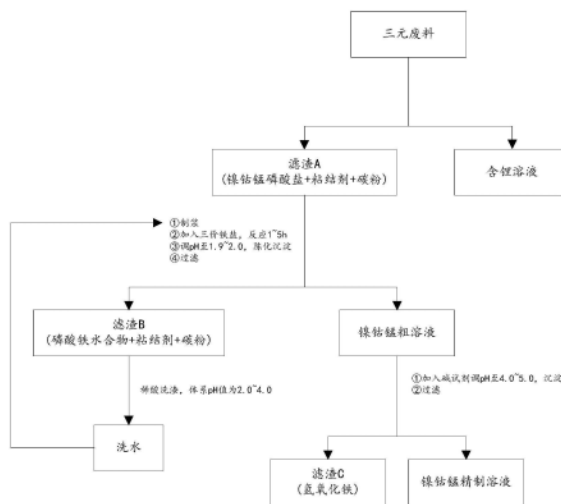 三元废料
滤渣A
(镍钴锰磷酸盐+粘结剂+碳粉)
含锂溶液
①制浆
②加入三价铁盐，反应1~5h
③调pH至1.9~2.0，陈化沉淀
④过滤
滤渣B
(磷酸铁水合物+粘结剂+碳粉)
镍钴锰粗溶液
稀酸洗渣，体系pH值为2.0~4.0
①加入碱试剂调pH至4.0~5.0，沉淀
②过滤
洗水
滤渣C
(氢氧化铁)
镍钴锰精制溶液